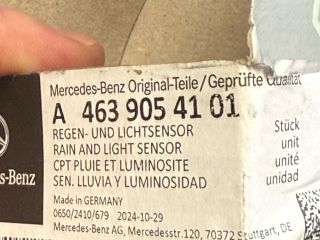 Mercedes-Benz Original-Teile/Geprüfte Qualität
A 463 905 41 01
REGEN- UND LICHTSENSOR
RAIN AND LIGHT SENSOR
CPT PLUIE ET LUMINOSITE
SEN. LLUVIA Y LUMINOSIDAD
Stück
unit
unité
unidad
s-Benz
Made in GERMANY
0650/2410/679 2024-10-29
Mercedes-Benz AG, Mercedesstr.120, 70372 Stuttgart, DE